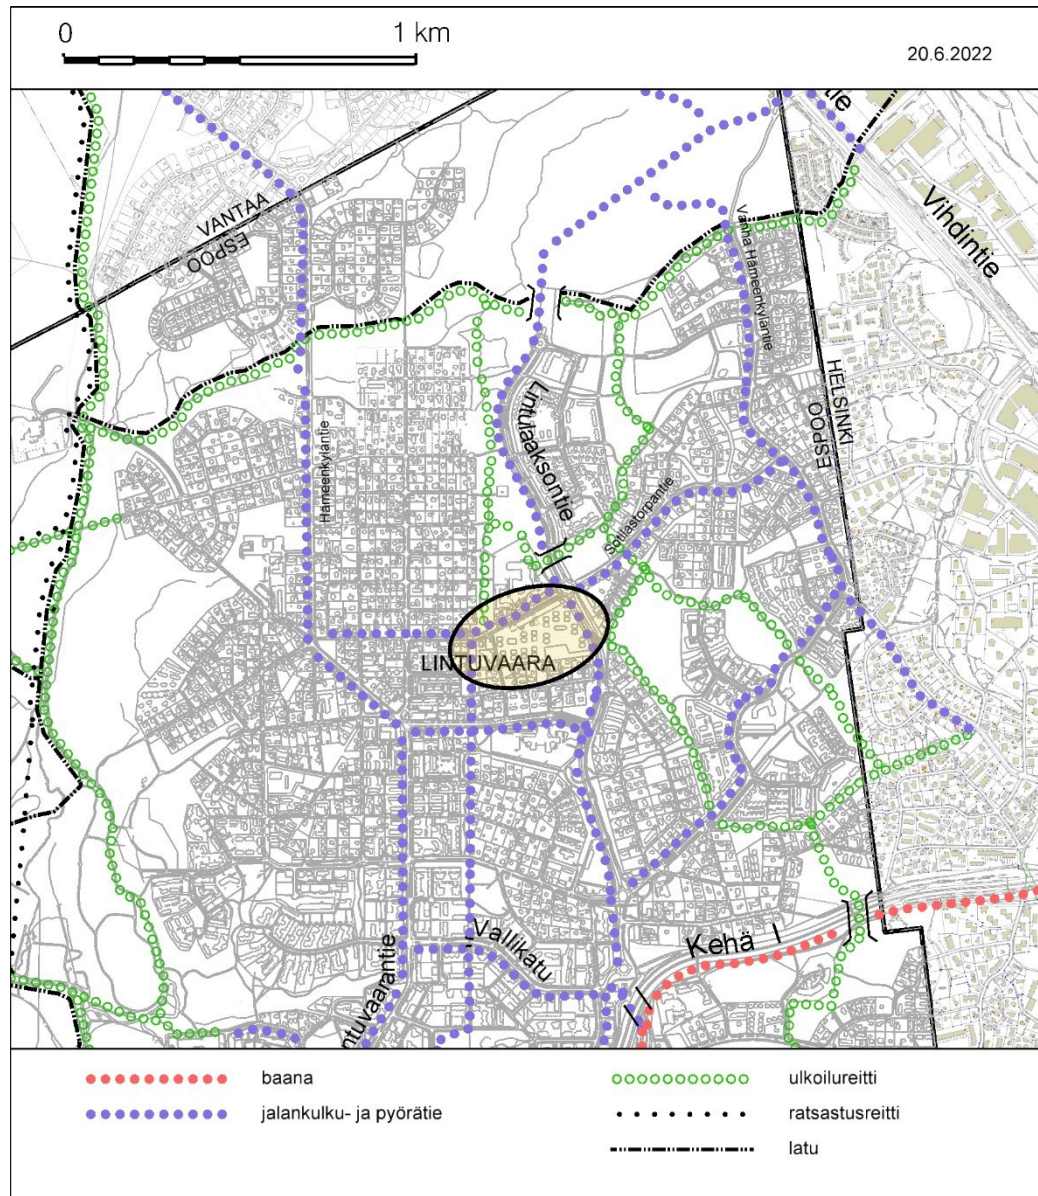 0 1 km
20.6.2022
tie
Vihdintie
VANTAA
ESPOO
Vanha Hämeenkyläntie
HELSINKI
ESPOO
Lintulaaksontie
Hämeenkyläntie
Sotilastorpantie
LINTUVAARA
Vallikatu
Kehä I
ntuvaarantie
baana
ulkoilureitti
jalankulku- ja pyörätie
ratsastusreitti
latu